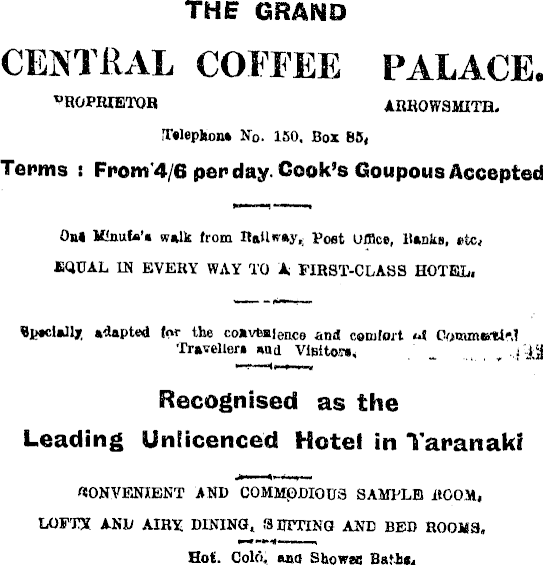 THE GRAND
CENTRAL COFFEE PALACE.
PROPRIETOR ARROWSMITH.
Telephone No. 150, Box 85,
Terms : From 4/6 per day. Cook's Goupous Accepted
One Minute's walk from Railway, Post Office, Banks, etc,
EQUAL IN EVERY WAY TO A FIRST-CLASS HOTEL,
Specially adapted for the convenience and comfort of Commercial
Travellers and Visitors.
Recognised as the
Leading Unlicenced Hotel in Taranaki
CONVENIENT AND COMMODIOUS SAMPLE ROOM,
LOFTY AND AIRY DINING, SITTING AND BED ROOMS,
Hot, Cold, and Shower Baths,